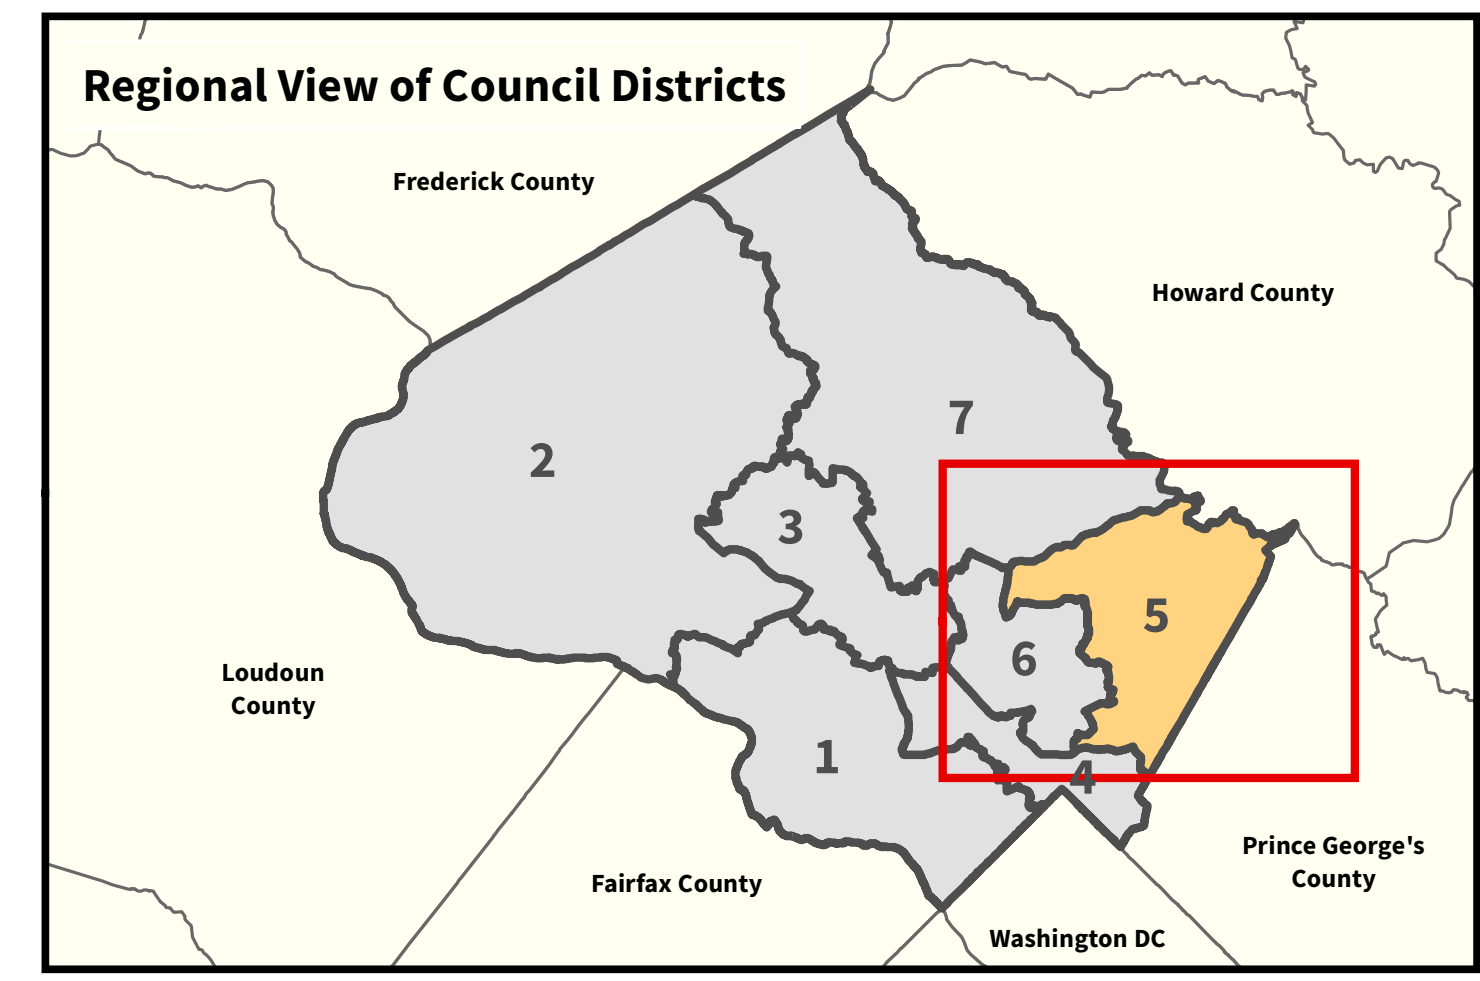 Regional View of Council Districts
Frederick County
Howard County
7
2
3
5
6
Loudoun
County
1
4
Prince George's
County
Fairfax County
Washington DC